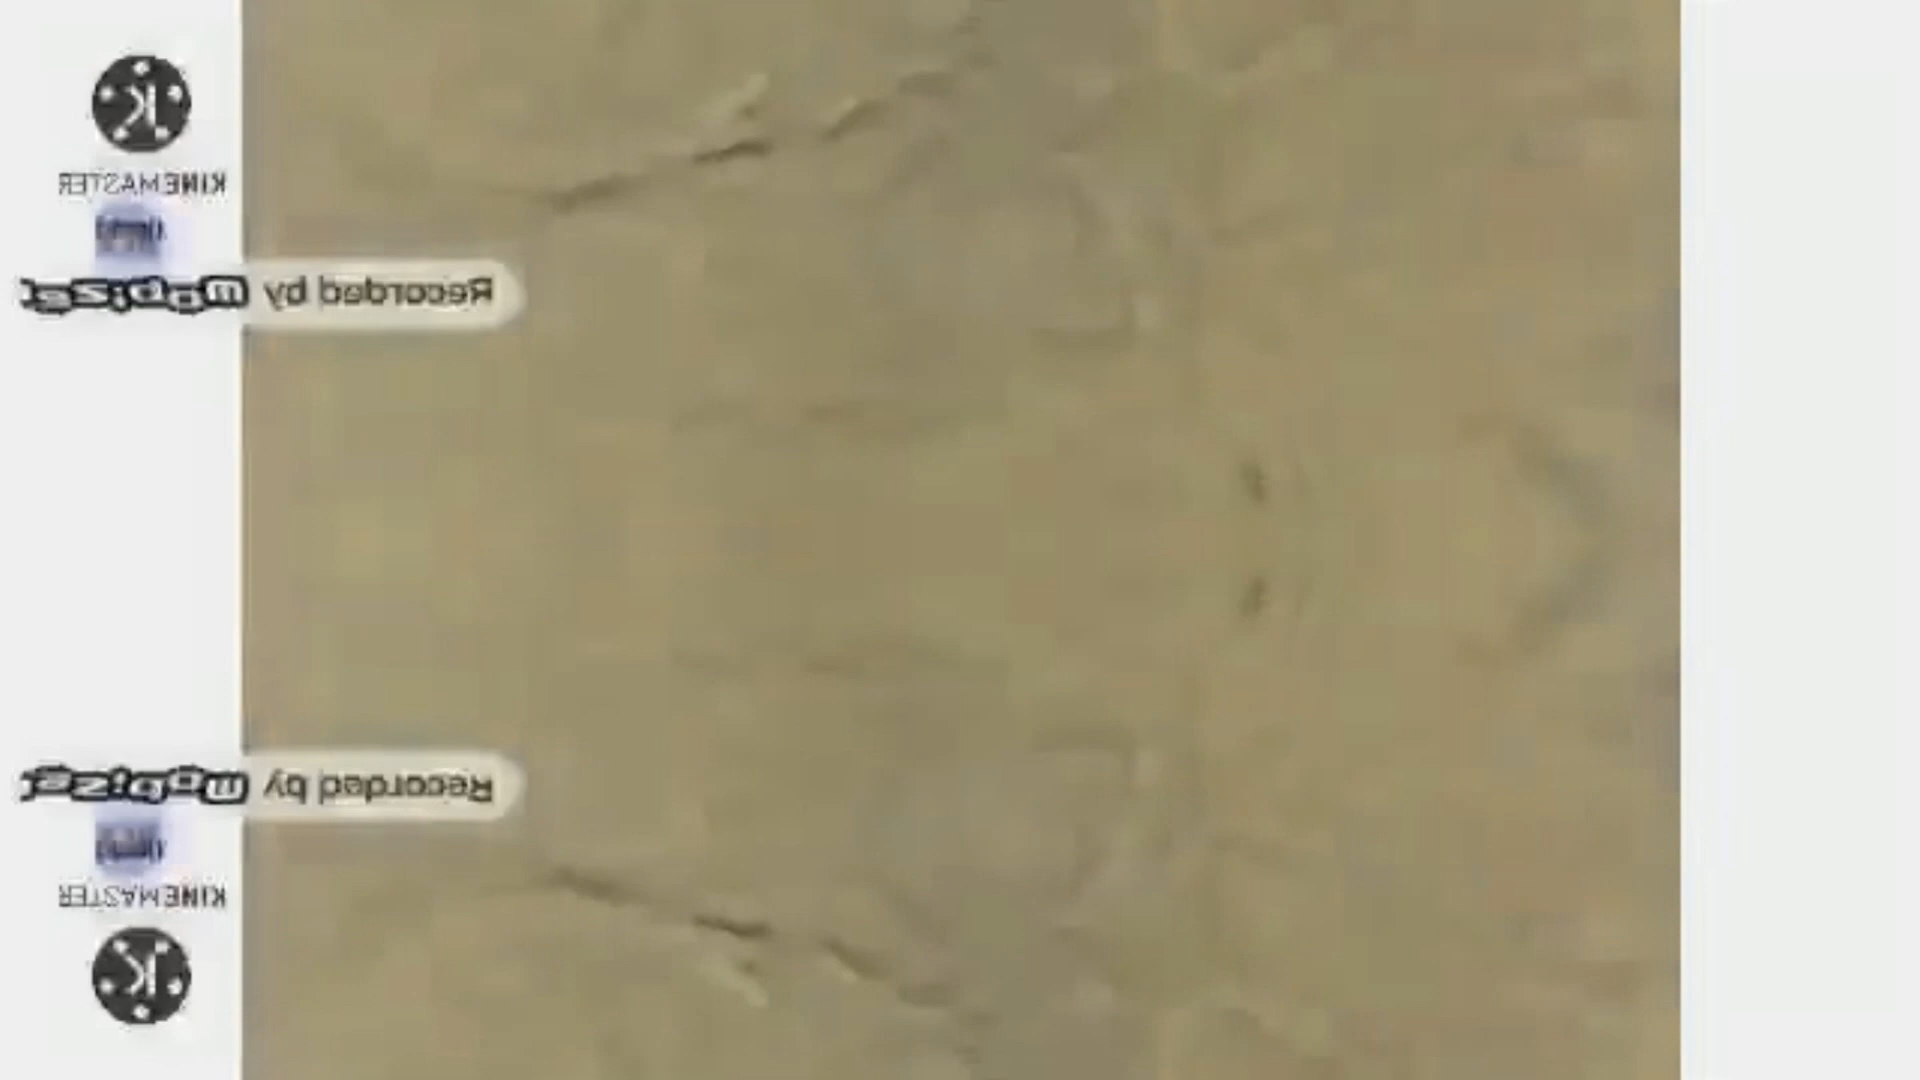 K
KINEMASTER
Recorded by mobizen
Recorded by mobizen
KINEMASTER
K